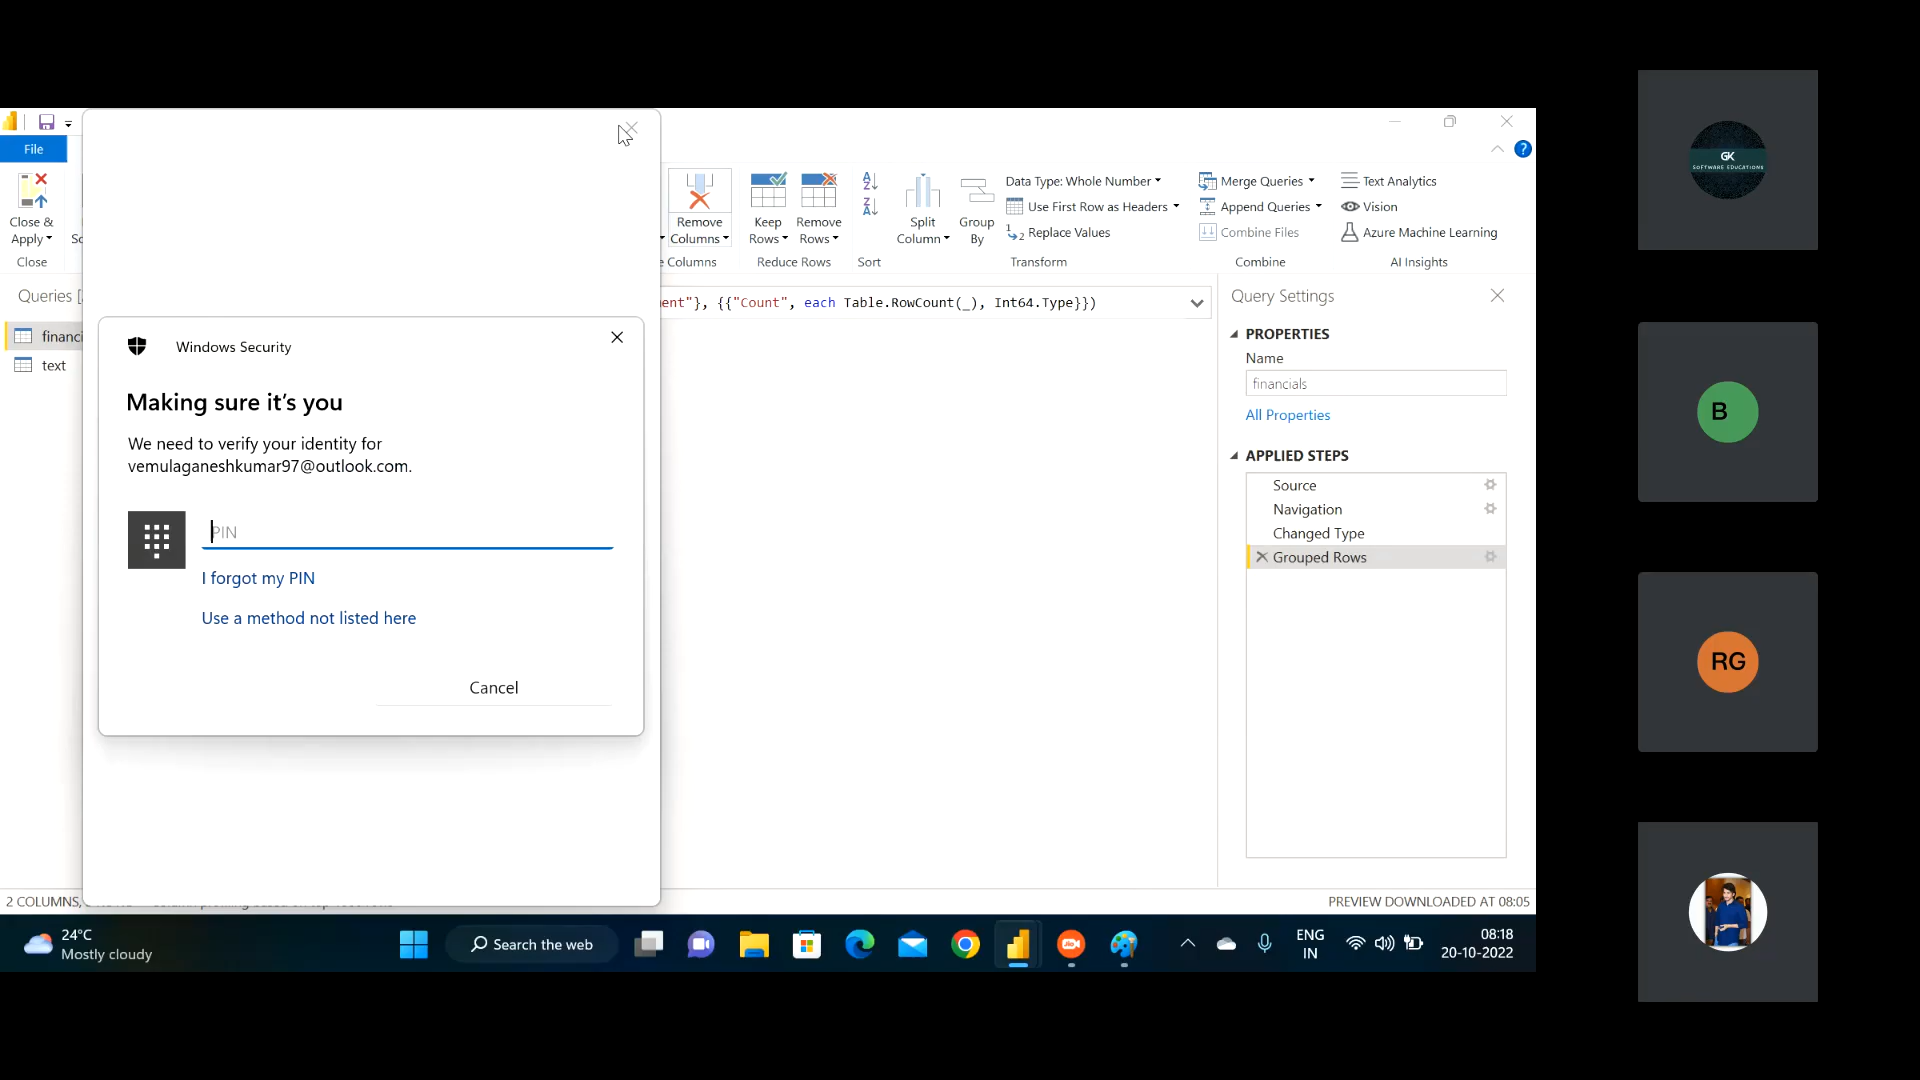 File
Close &
Apply
Close
Remove
Columns
Keep
Rows
Remove
Rows
Reduce Rows
Sort
Split
Column
Group
By
Data Type: Whole Number
Use First Row as Headers
Replace Values
Transform
Merge Queries
Append Queries
Combine Files
Combine
Text Analytics
Vision
Azure Machine Learning
AI Insights
Columns
Queries
ent"}, {{"Count", each Table.RowCount(_), Int64.Type}})
financi
text
Windows Security
Making sure it's you
We need to verify your identity for
vemulaganeshkumar97@outlook.com.
PIN
I forgot my PIN
Use a method not listed here
Cancel
Query Settings
PROPERTIES
Name
financials
All Properties
APPLIED STEPS
Source
Navigation
Changed Type
Grouped Rows
2 COLUMNS,
PREVIEW DOWNLOADED AT 08:05
24°C
Mostly cloudy
Search the web
Jio
ENG
IN
08:18
20-10-2022
GK
SOFTWARE EDUCATIONS
B
RG